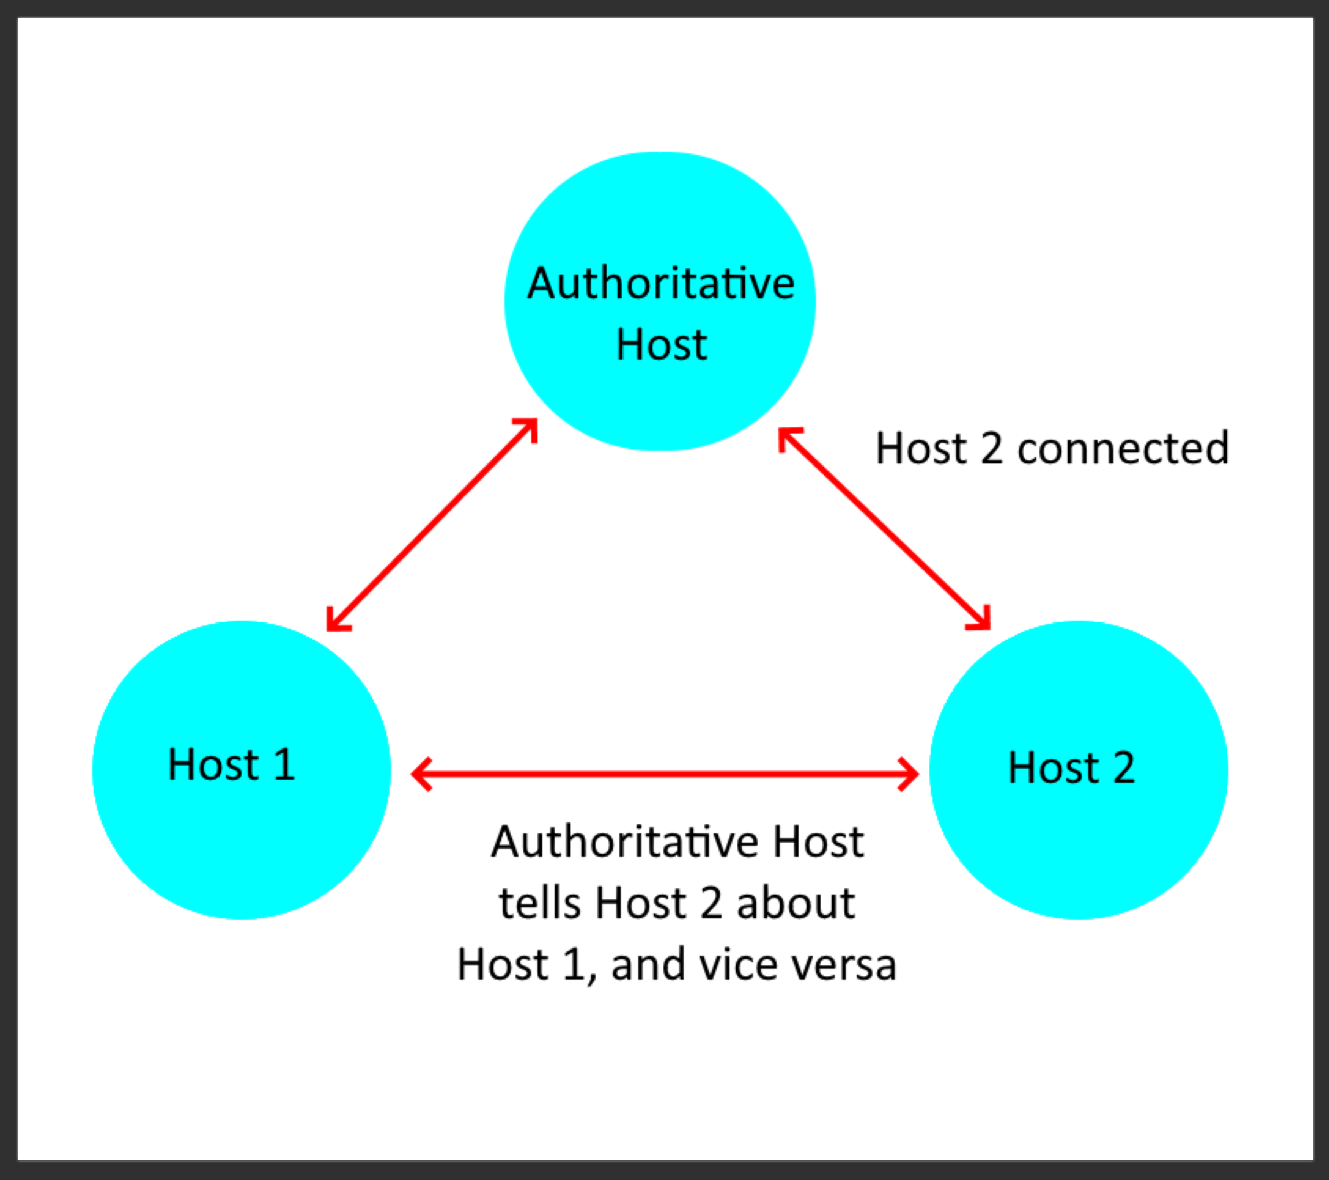 Authoritative
Host
Host 2 connected
Host 1
Host 2
Authoritative Host
tells Host 2 about
Host 1, and vice versa